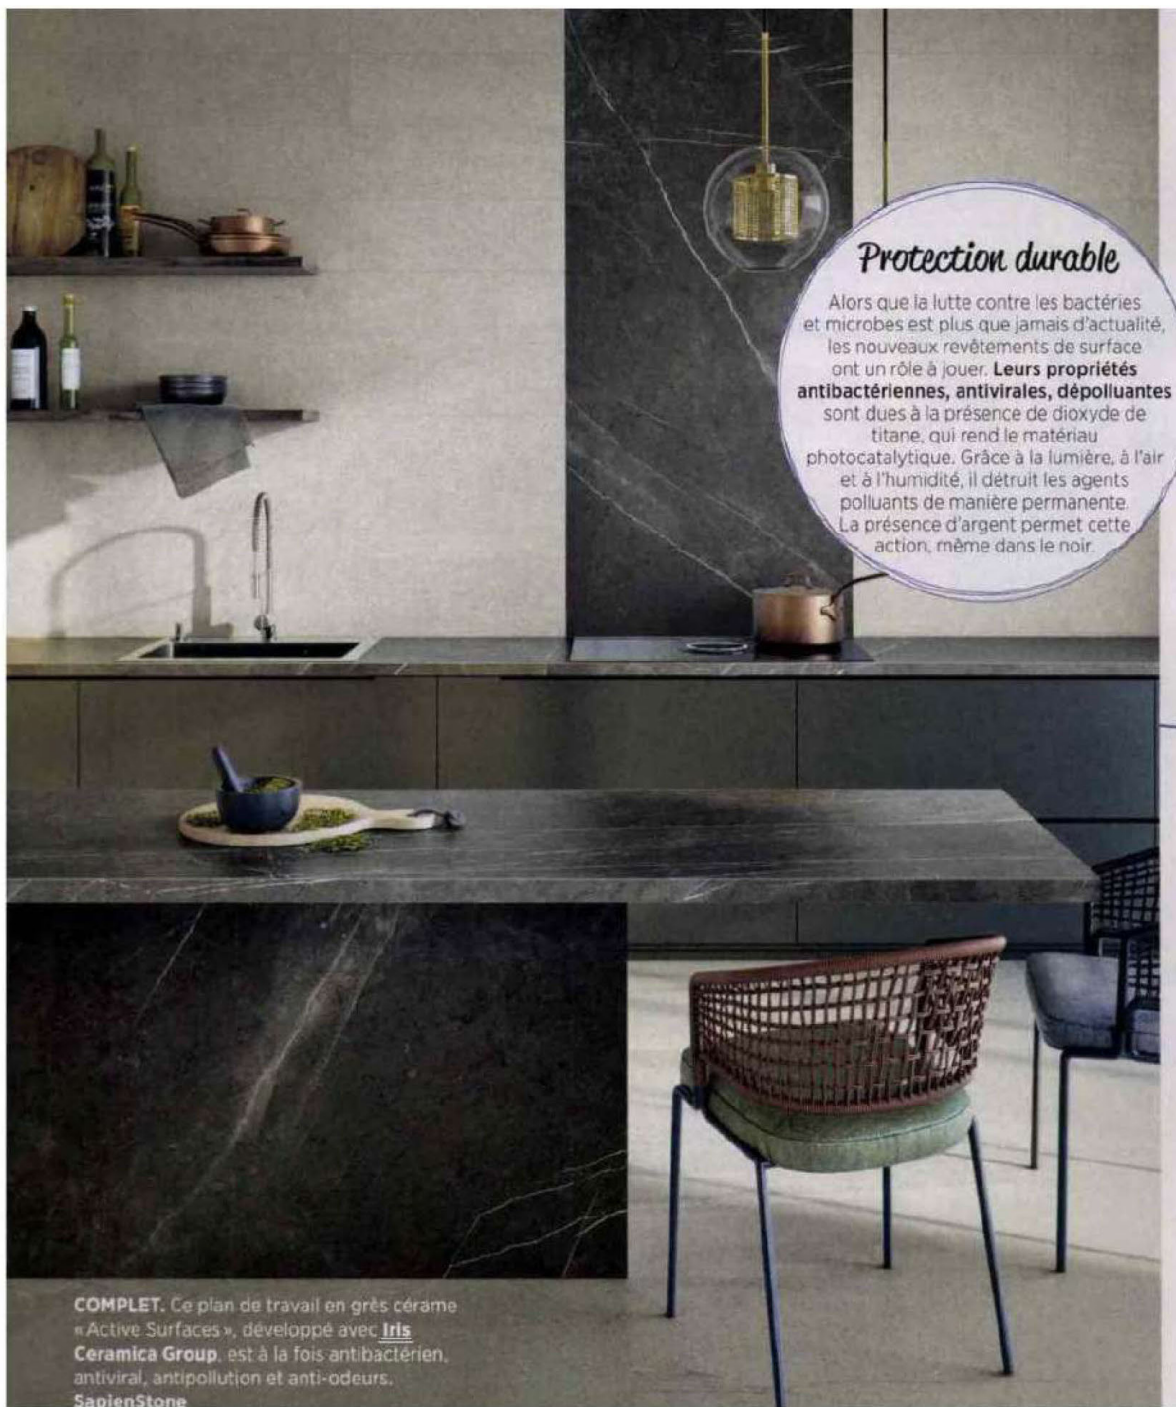 Protection durable
Alors que la lutte contre les bactéries
et microbes est plus que jamais d'actualité,
les nouveaux revêtements de surface
ont un rôle à jouer. Leurs propriétés
antibactériennes, antivirales, dépolluantes
sont dues à la présence de dioxyde de
titane, qui rend le matériau
photocatalytique. Grâce à la lumière, à l'air
et à l'humidité, il détruit les agents
polluants de manière permanente.
La présence d'argent permet cette
action, même dans le noir.
COMPLET. Ce plan de travail en grès cérame
«Active Surfaces», développé avec Iris
Ceramica Group, est à la fois antibactérien,
antiviral, antipollution et anti-odeurs.
SapienStone